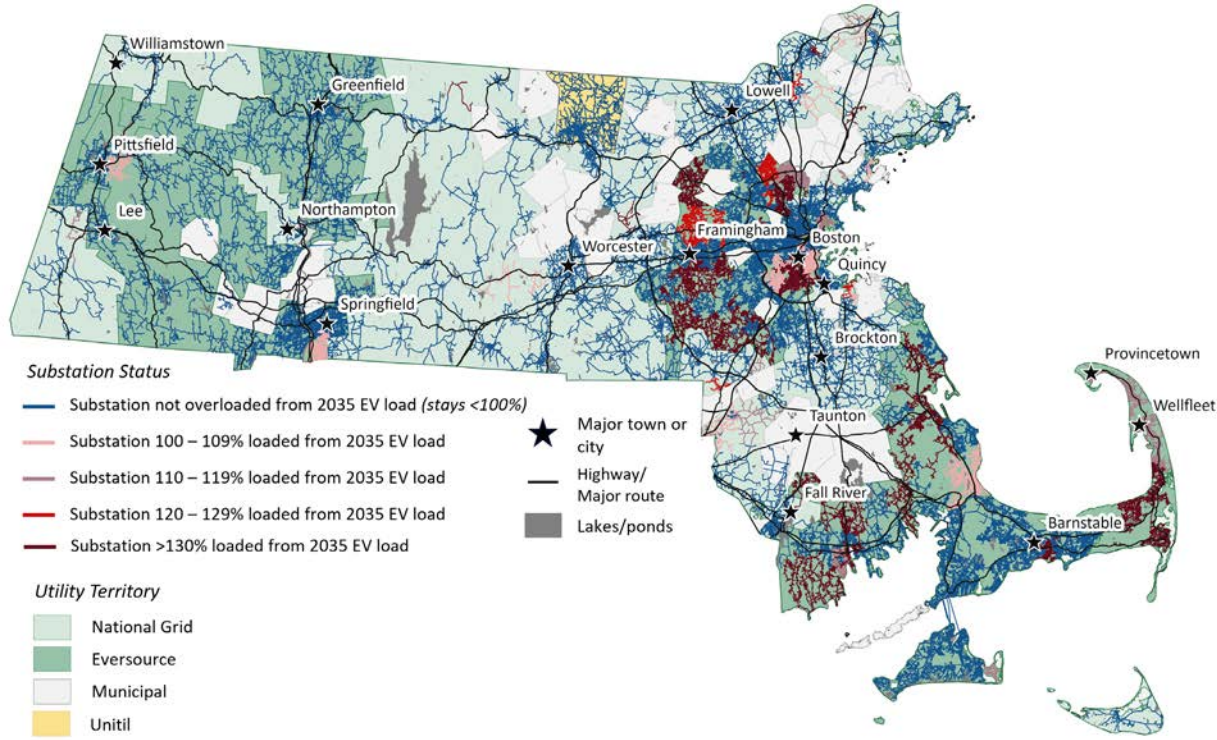 Williamstown
Greenfield
Lowell
Pittsfield
Lee
Northampton
Worcester
Framingham
Boston
Quincy
Springfield
Brockton
Provincetown
Wellfleet
Taunton
Fall River
Barnstable
Substation Status
Substation not overloaded from 2035 EV load (stays <100%)
Substation 100 – 109% loaded from 2035 EV load
Substation 110 – 119% loaded from 2035 EV load
Substation 120 – 129% loaded from 2035 EV load
Substation >130% loaded from 2035 EV load
Major town or
city
Highway/
Major route
Lakes/ponds
Utility Territory
National Grid
Eversource
Municipal
Unitil